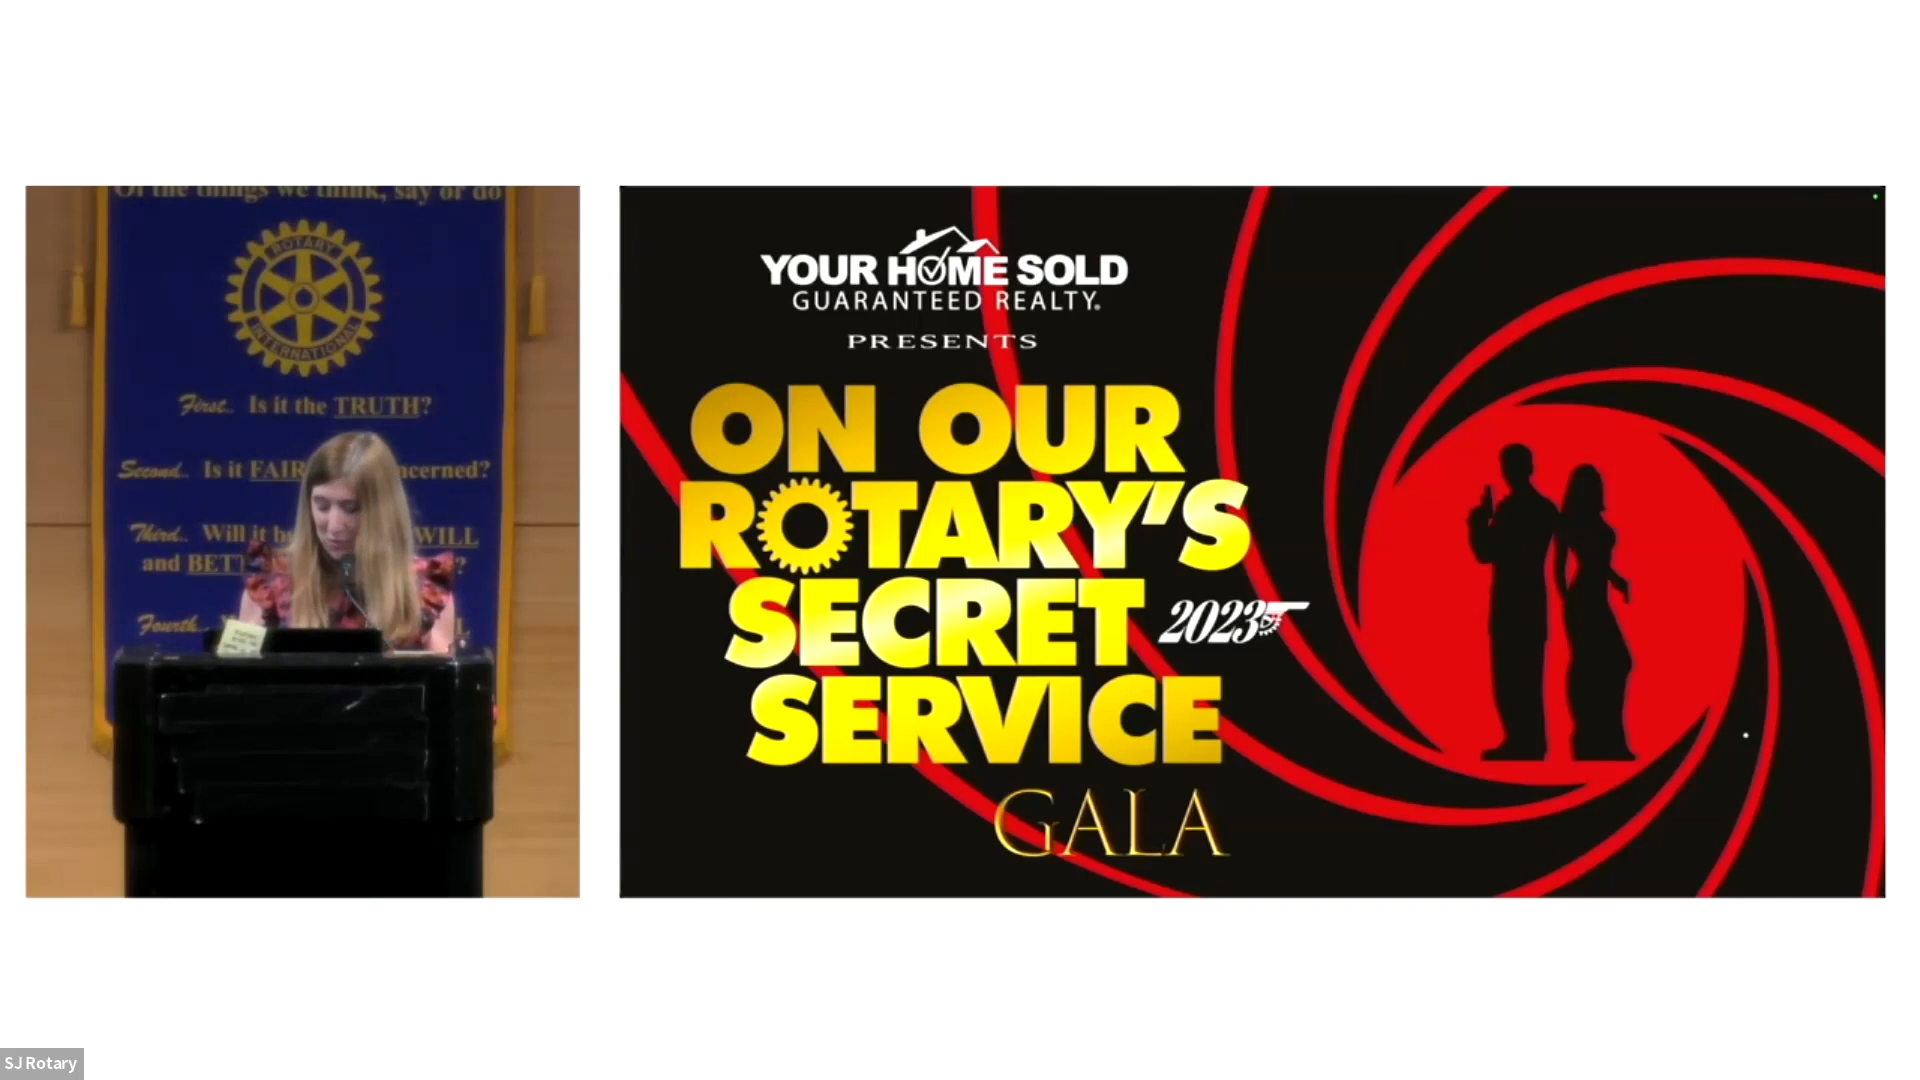 Of the things we think, say or do
ROTARY
INTERNATIONAL
First.. Is it the TRUTH?
Second.. Is it FAIR ncerned?
Third.. Will it WILL
and BET ?
Fourth..
YOUR HOME SOLD
GUARANTEED REALTY.
PRESENTS
ON OUR
ROTARY'S
SECRET 2023
SERVICE
GALA
SJ Rotary